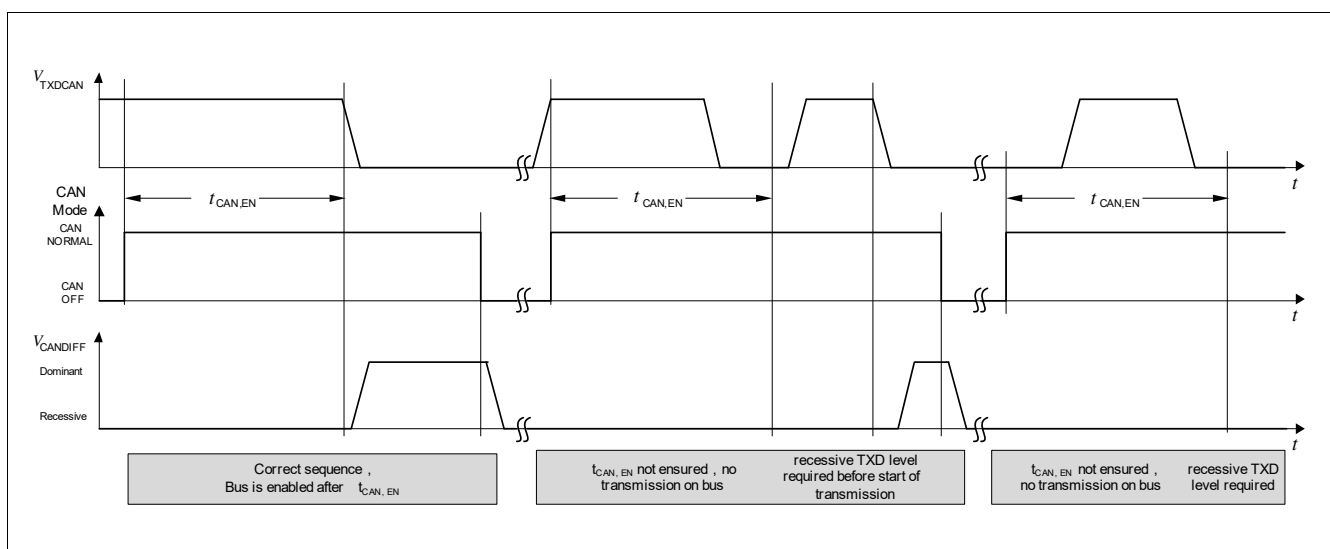 V_TXDCAN
t
CAN
Mode
t_CAN,EN
t_CAN,EN
t_CAN,EN
CAN
NORMAL
CAN
OFF
t
V_CANDIFF
Dominant
Recessive
t
Correct sequence ,
Bus is enabled after t_CAN, EN
t_CAN, EN not ensured , no
transmission on bus
recessive TXD level
required before start of
transmission
t_CAN, EN not ensured ,
no transmission on bus
recessive TXD
level required